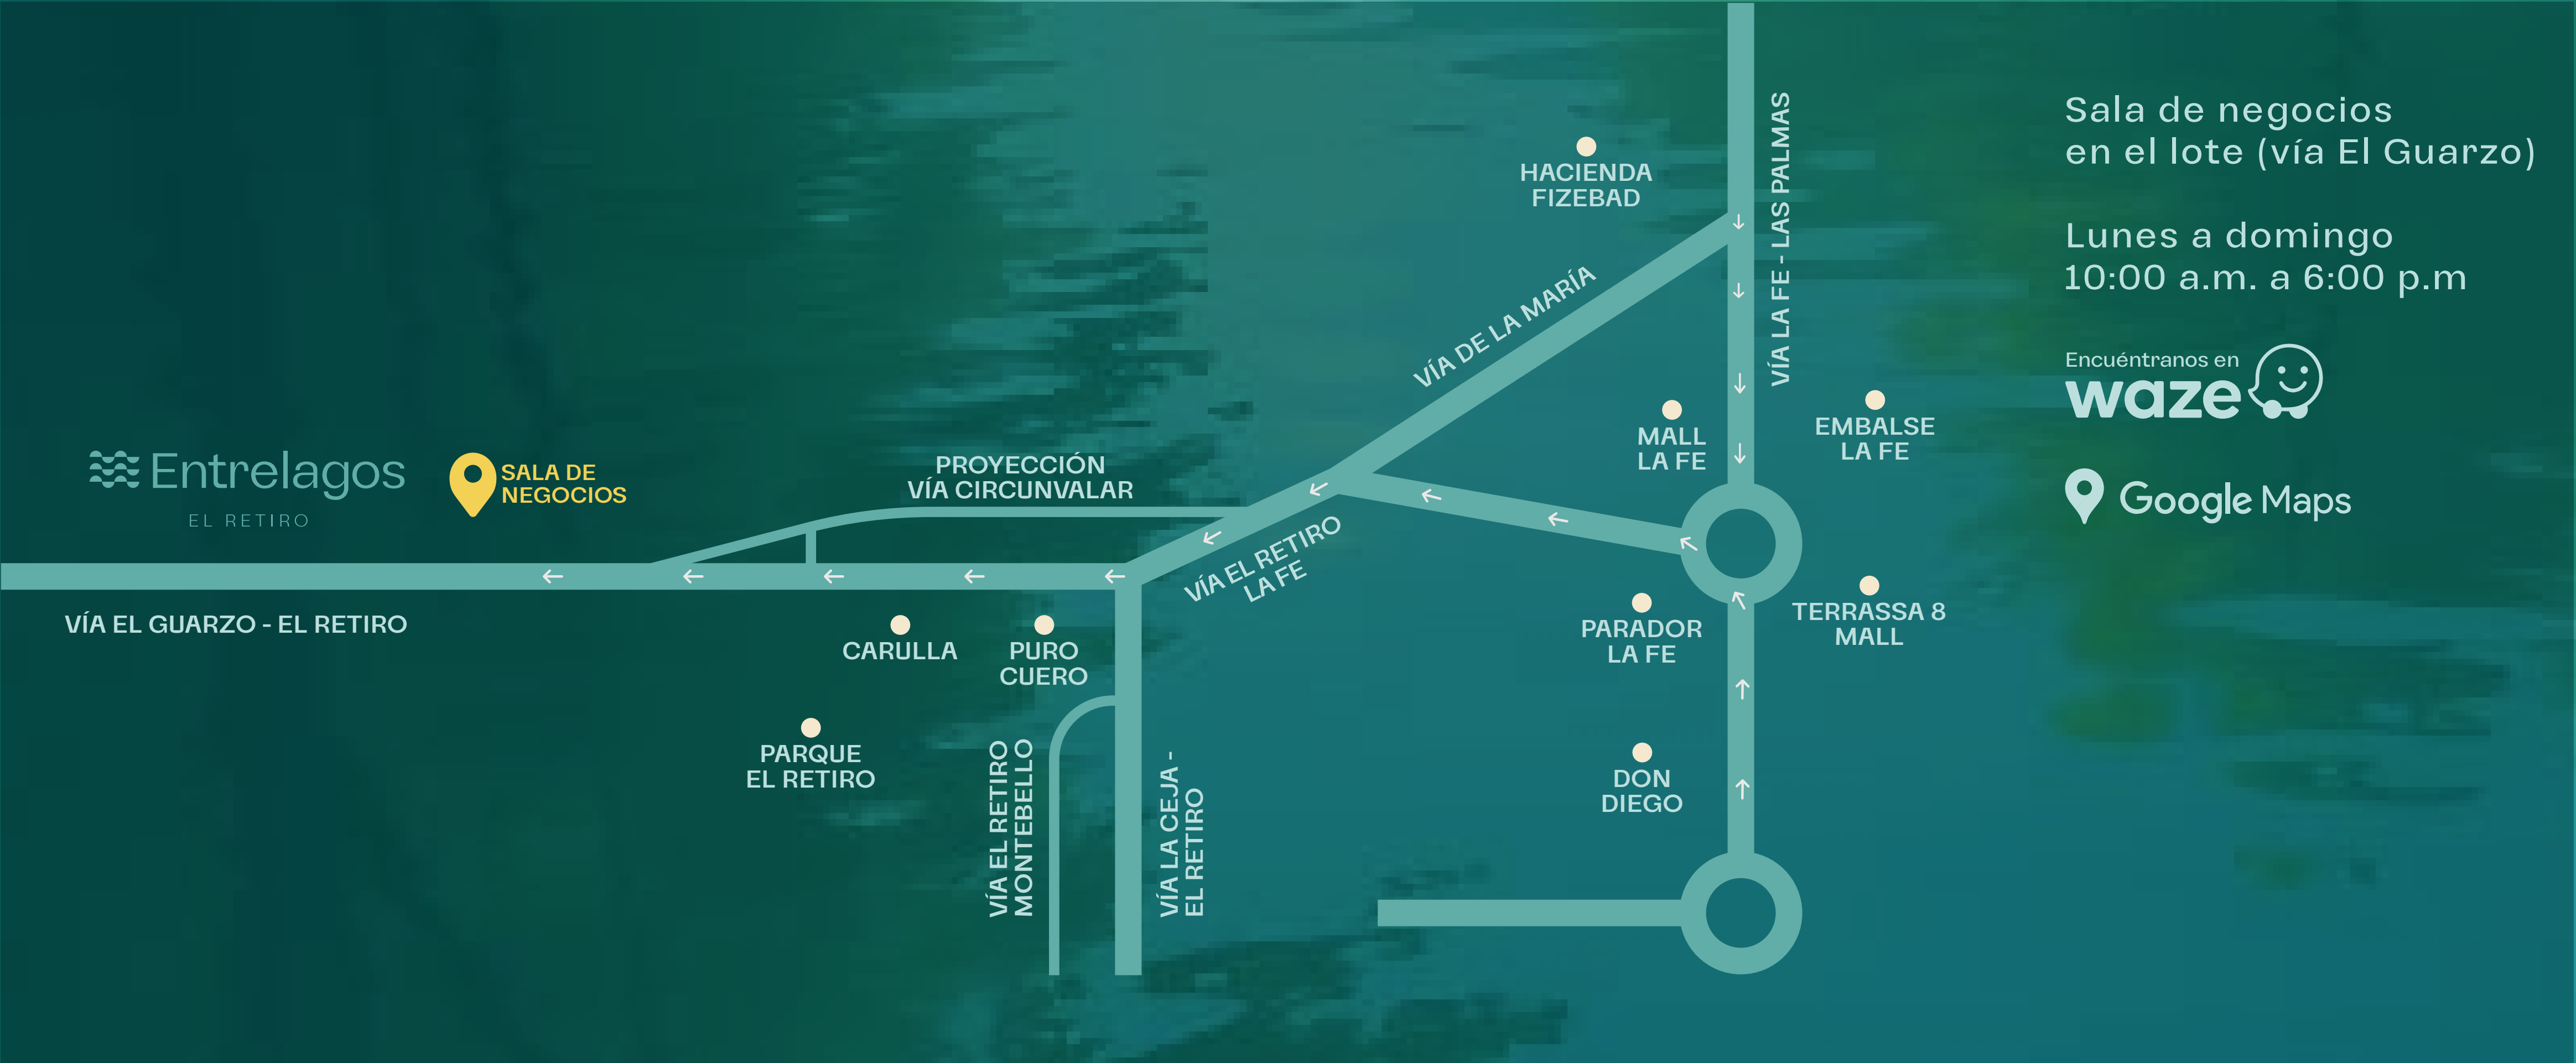 Sala de negocios
en el lote (vía El Guarzo)
Lunes a domingo
10:00 a.m. a 6:00 p.m
Encuéntranos en
waze
Google Maps
HACIENDA
FIZEBAD
VÍA LA FE - LAS PALMAS
VÍA DE LA MARÍA
MALL
LA FE
EMBALSE
LA FE
Entrelagos
EL RETIRO
SALA DE
NEGOCIOS
PROYECCIÓN
VÍA CIRCUNVALAR
VÍA EL RETIRO
LA FE
VÍA EL GUARZO - EL RETIRO
CARULLA
PURO
CUERO
PARADOR
LA FE
TERRASSA 8
MALL
PARQUE
EL RETIRO
VÍA EL RETIRO
MONTEBELLO
VÍA LA CEJA -
EL RETIRO
DON
DIEGO